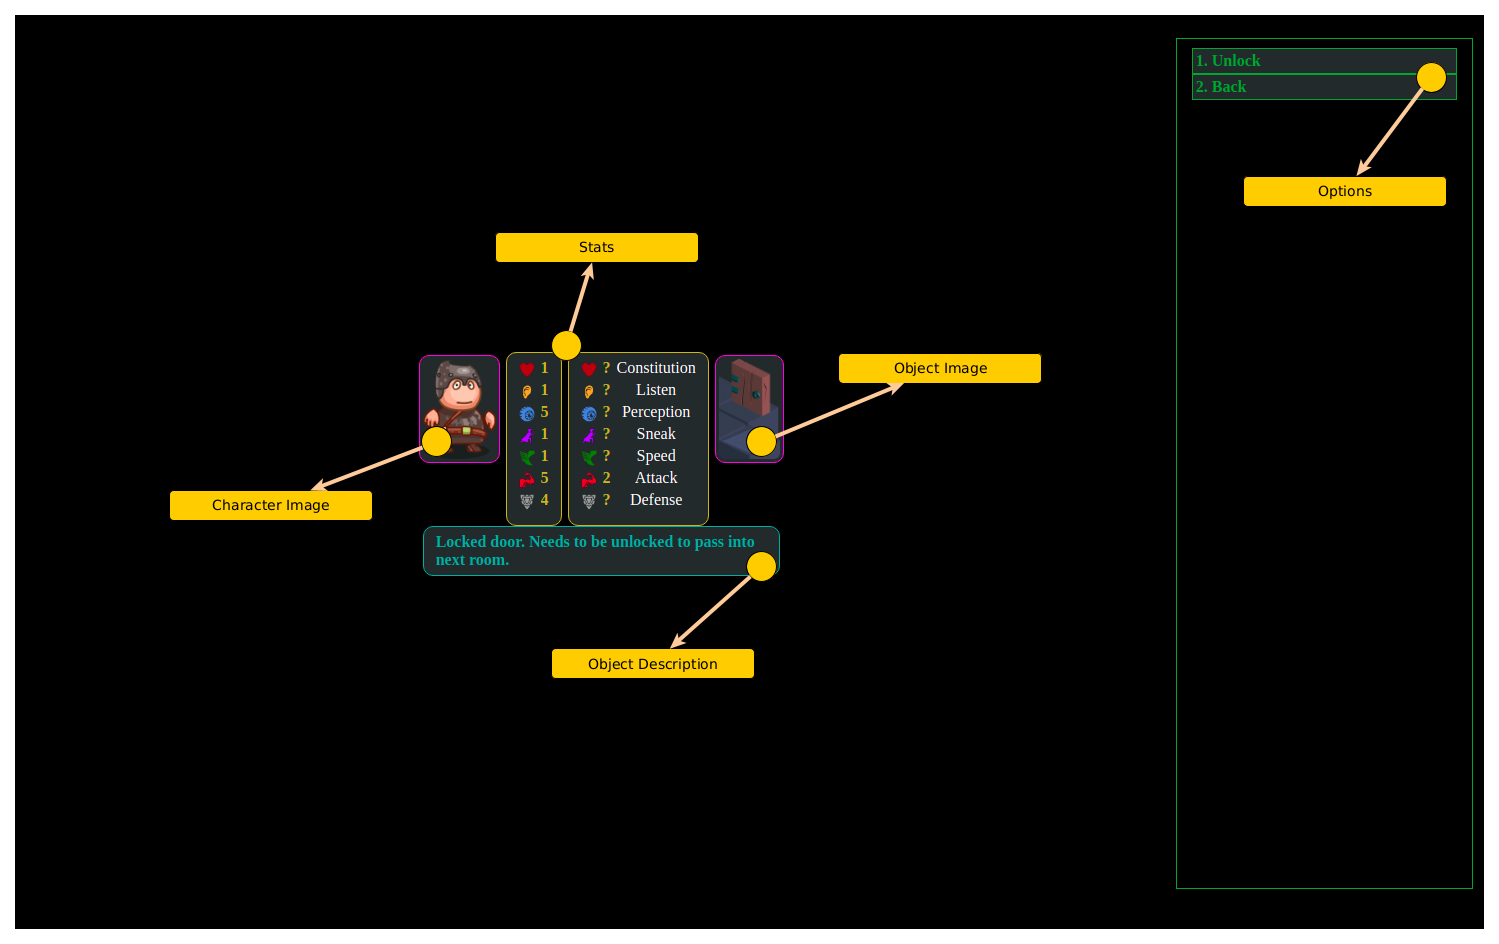 1. Unlock
2. Back
Options
Stats
Object Image
1 ? Constitution
1 ? Listen
5 ? Perception
1 ? Sneak
1 ? Speed
5 2 Attack
4 ? Defense
Character Image
Locked door. Needs to be unlocked to pass into
next room.
Object Description